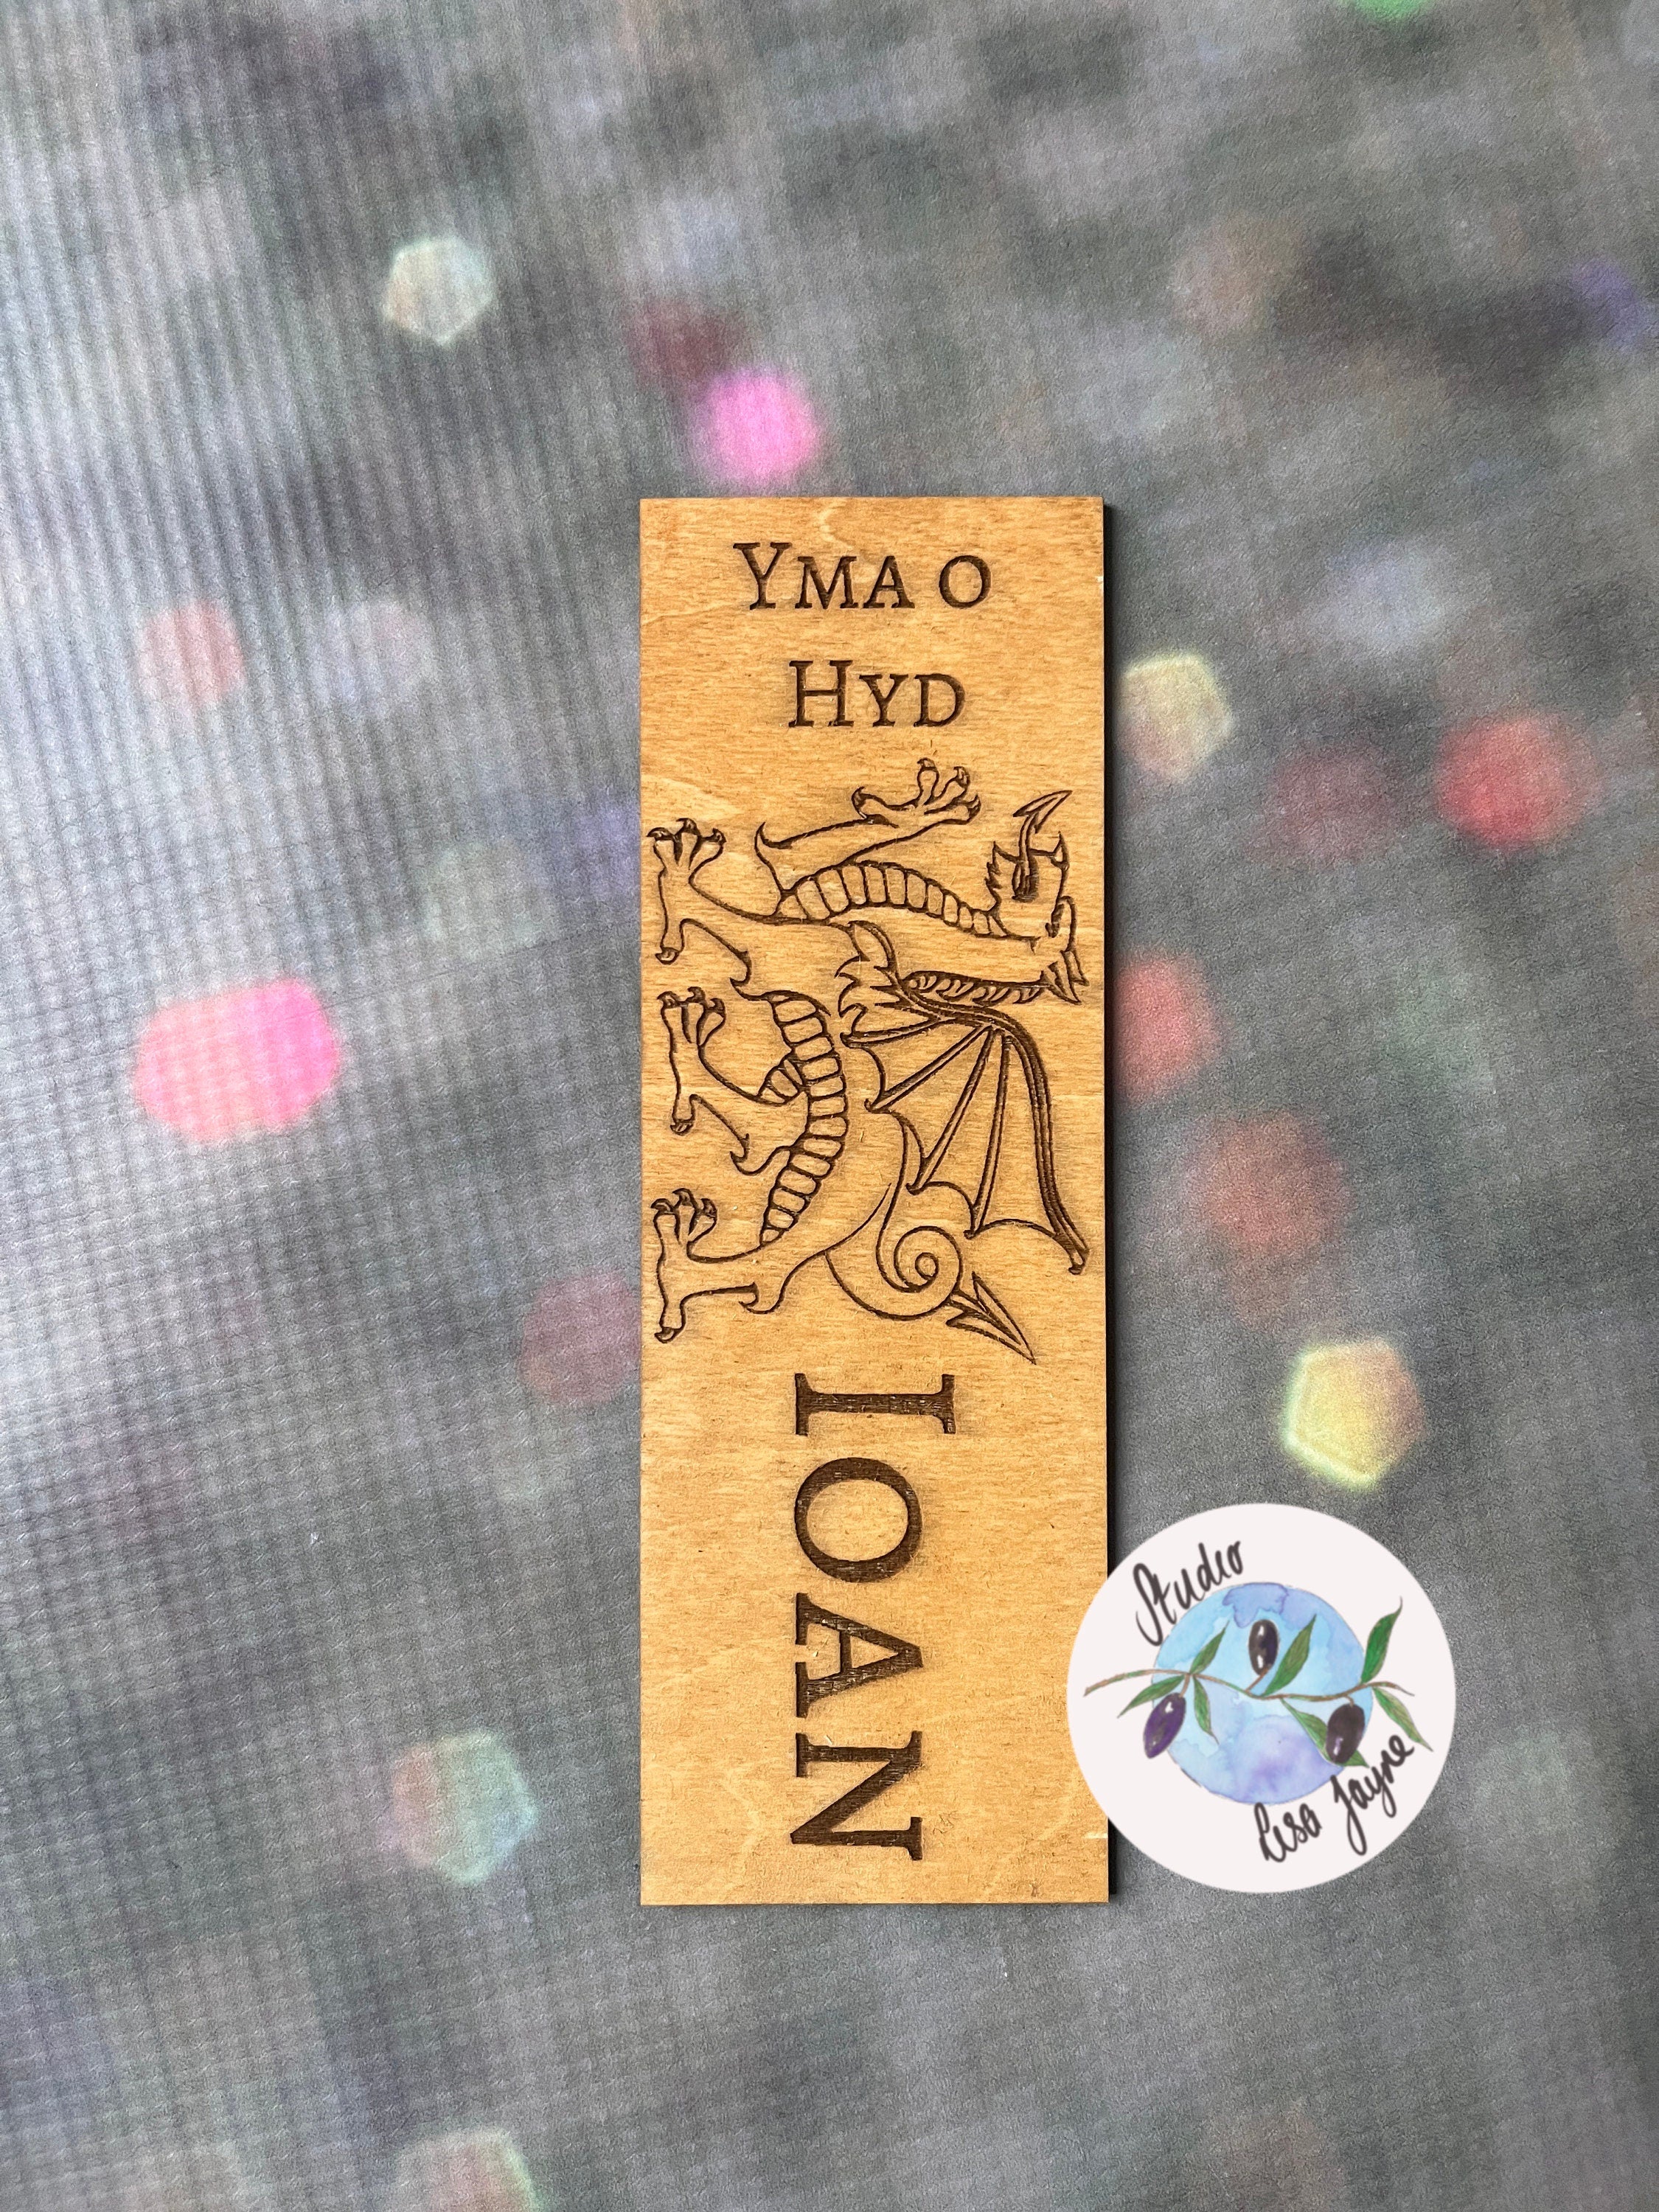 Yma o
Hyd
IOAN
Studio
Lisa Jayne